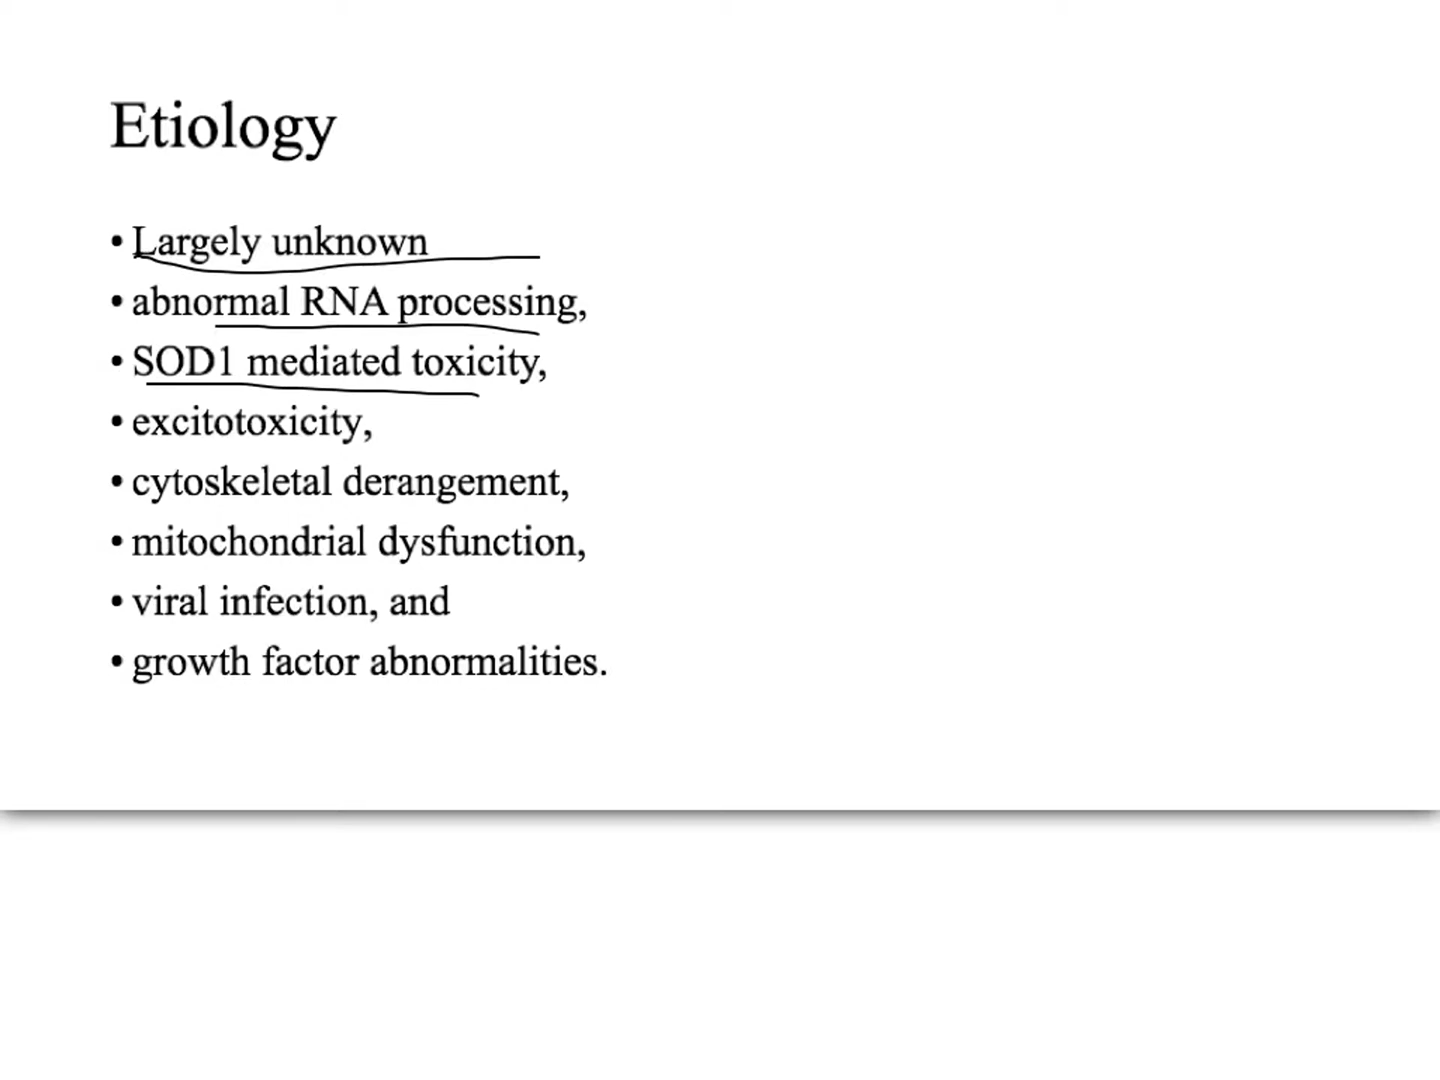 Etiology
• Largely unknown
• abnormal RNA processing,
• SOD1 mediated toxicity,
• excitotoxicity,
• cytoskeletal derangement,
• mitochondrial dysfunction,
• viral infection, and
• growth factor abnormalities.